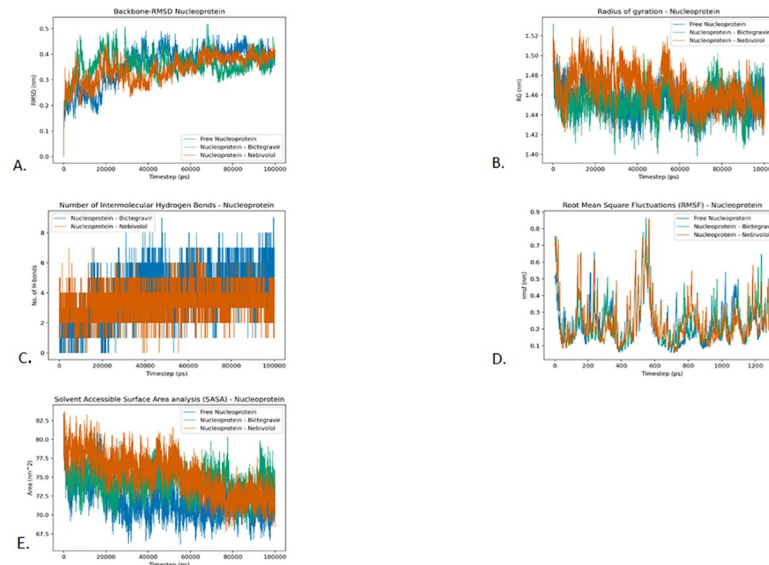 Backbone-RMSD Nucleoprotein
0.5
0.4
0.3
0.2
0.1
0.0
RMSD (nm)
Free Nucleoprotein
Nucleoprotein - Bictegravir
Nucleoprotein - Nebivolol
0 20000 40000 60000 80000 100000
Timestep (ps)
A.
Radius of gyration - Nucleoprotein
1.52
1.50
1.48
1.46
1.44
1.42
1.40
RG (nm)
Free Nucleoprotein
Nucleoprotein - Bictegravir
Nucleoprotein - Nebivolol
0 20000 40000 60000 80000 1000
Timestep (ps)
B.
Number of Intermolecular Hydrogen Bonds - Nucleoprotein
8
6
4
2
0
No. of H-bonds
Nucleoprotein - Bictegravir
Nucleoprotein - Nebivolol
0 20000 40000 60000 80000 100000
Timestep (ps)
C.
Root Mean Square Fluctuations (RMSF) - Nucleoprotein
0.9
0.8
0.7
0.6
0.5
0.4
0.3
0.2
0.1
rmsf (nm)
Free Nucleoprotein
Nucleoprotein - Bictegravir
Nucleoprotein - Nebivolol
0 200 400 600 800 1000 1200
Timestep (ps)
D.
Solvent Accessible Surface Area analysis (SASA) - Nucleoprotein
82.5
80.0
77.5
75.0
72.5
70.0
67.5
Area (nm^2)
Free Nucleoprotein
Nucleoprotein - Bictegravir
Nucleoprotein - Nebivolol
0 20000 40000 60000 80000 100000
Timestep (ps)
E.